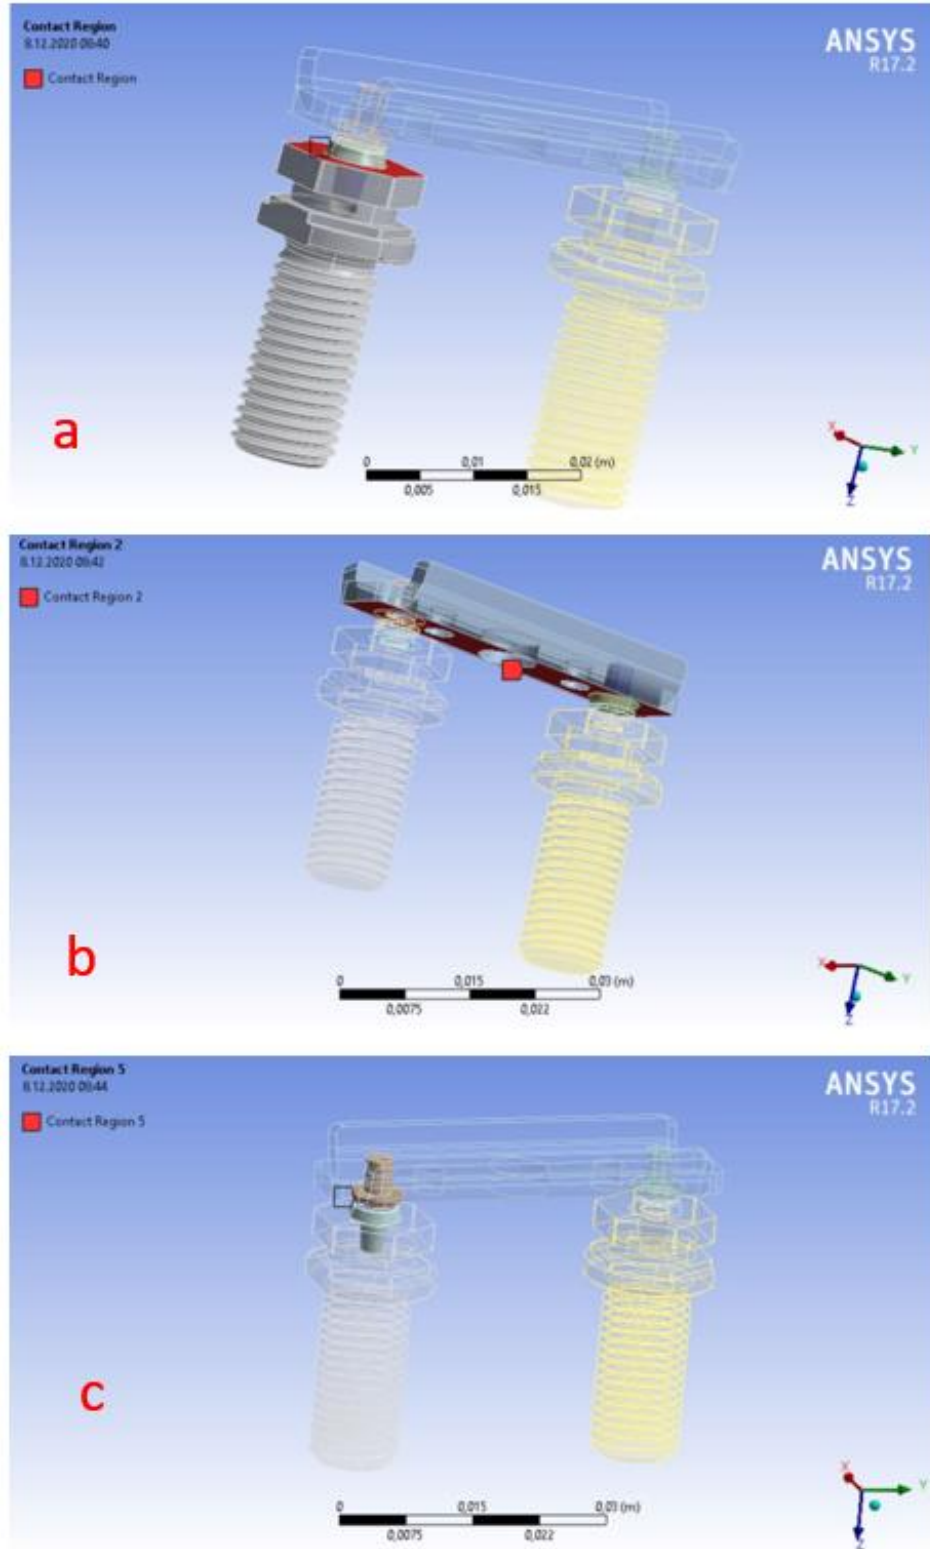 Contact Region
8.12.2020 09:40
Contact Region
ANSYS
R17.2
a
0 0,01 0,02 (m)
0,005 0,015
X
Y
Z
Contact Region 2
8.12.2020 09:42
Contact Region 2
ANSYS
R17.2
b
0 0,015 0,03 (m)
0,0075 0,022
X
Y
Z
Contact Region 5
8.12.2020 09:44
Contact Region 5
ANSYS
R17.2
c
0 0,015 0,03 (m)
0,0075 0,022
X
Y
Z